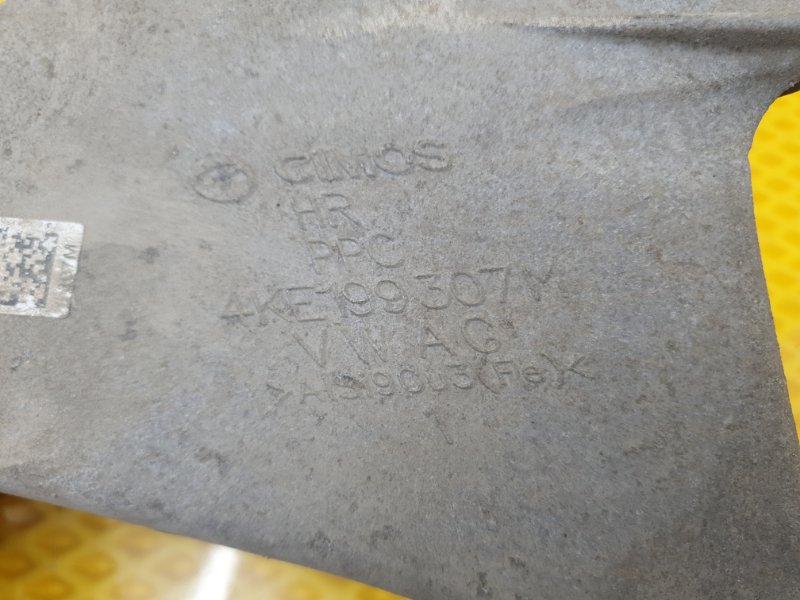 CIMOS
HR
PPC
4KE199307
VW AG